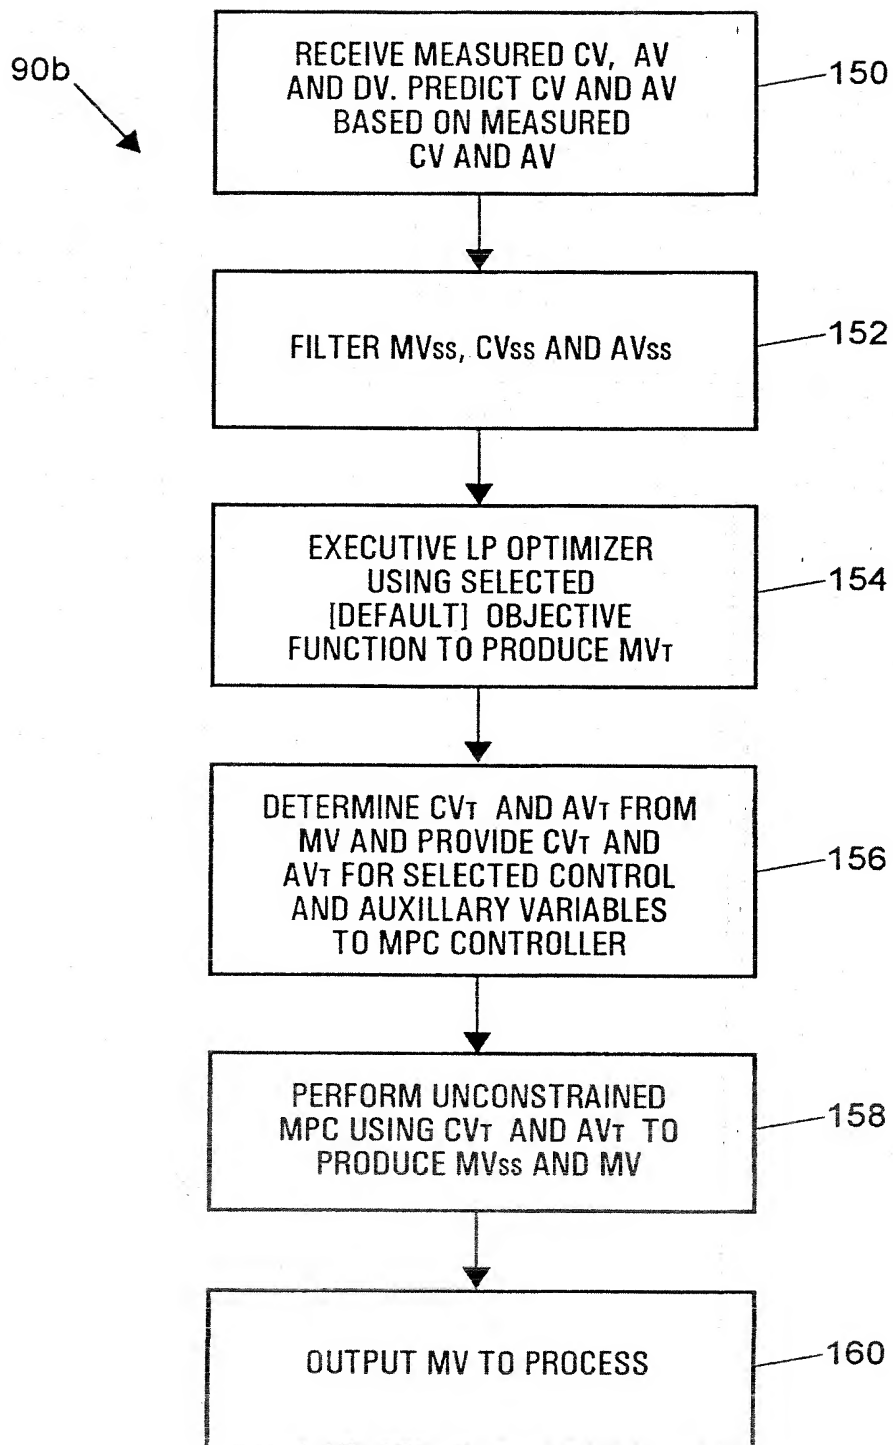 90b
RECEIVE MEASURED CV, AV
AND DV. PREDICT CV AND AV
BASED ON MEASURED
CV AND AV
150
FILTER MVSS, CVSS AND AVSS
152
EXECUTIVE LP OPTIMIZER
USING SELECTED
[DEFAULT] OBJECTIVE
FUNCTION TO PRODUCE MVT
154
DETERMINE CVT AND AVT FROM
MV AND PROVIDE CVT AND
AVT FOR SELECTED CONTROL
AND AUXILLARY VARIABLES
TO MPC CONTROLLER
156
PERFORM UNCONSTRAINED
MPC USING CVT AND AVT TO
PRODUCE MVSS AND MV
158
OUTPUT MV TO PROCESS
160